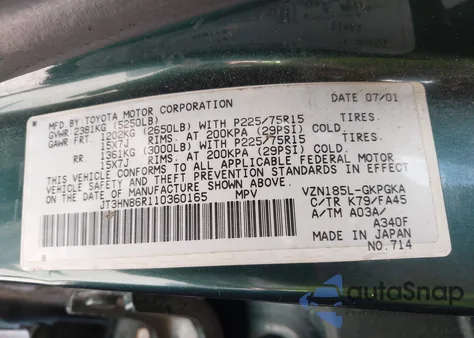 MFD BY: TOYOTA MOTOR CORPORATION DATE 07/01
GVWR 2381KG (5250LB)
GAWR FRT 1202KG (2650LB) WITH P225/75R15 TIRES.
15X7J RIMS. AT 200KPA (29PSI) COLD.
RR 1361KG (3000LB) WITH P225/75R15 TIRES.
15X7J RIMS. AT 200KPA (29PSI) COLD.
THIS VEHICLE CONFORMS TO ALL APPLICABLE FEDERAL MOTOR
VEHICLE SAFETY AND THEFT PREVENTION STANDARDS IN
EFFECT ON THE DATE OF MANUFACTURE SHOWN ABOVE.
JT3HN86R110360165 MPV VZN185L-GKPGKA
C/TR K79/FA45
A/TM A03A/
A340F
MADE IN JAPAN
NO.714
autoSnap